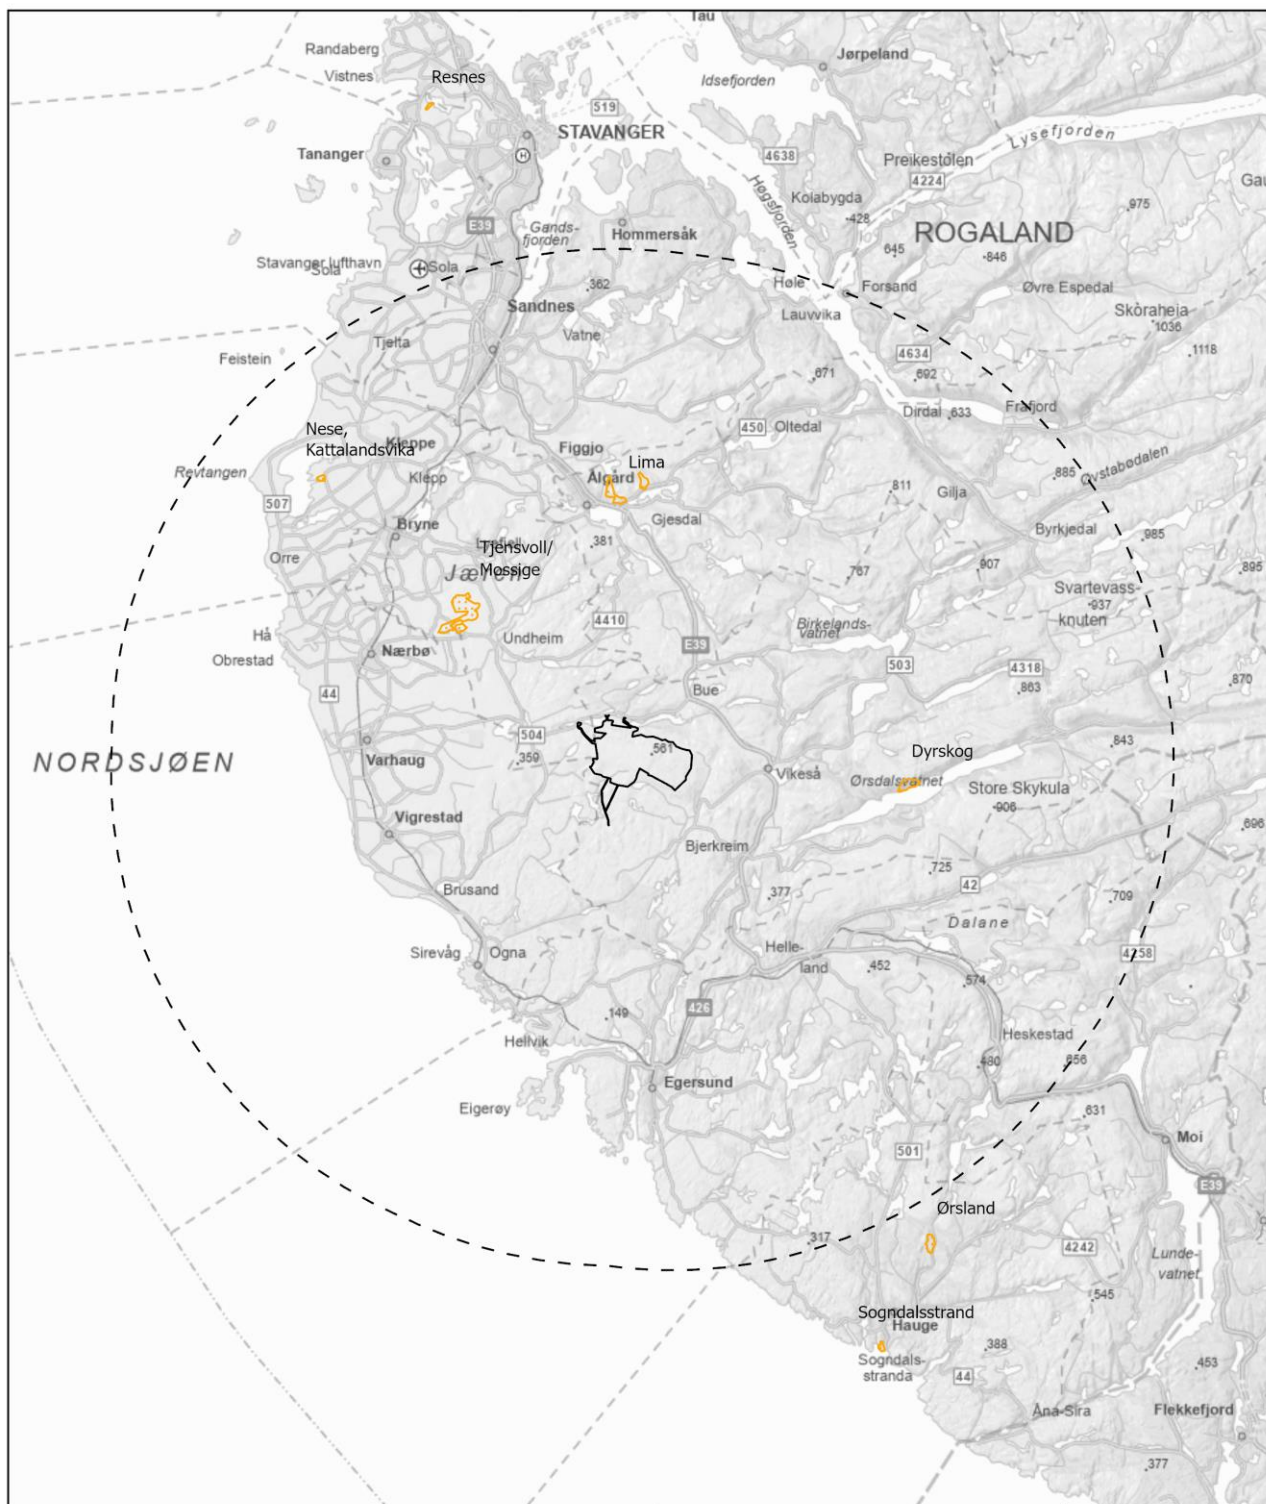 Tau
Randaberg
Vistnes
Resnes
Jørpeland
Idsefjorden
519
STAVANGER
H
Tananger
4638
Lysefjorden
Preikestolen
4224
Kolabygda
428
Høgsfjorden
975
E39
Gands-
fjorden
Hommersåk
ROGALAND
645
846
Stavanger lufthavn
Sola
Sola
362
Høle
Forsand
Øvre Espedal
Sandnes
Lauvvika
Skòraheja
1036
Vatne
Tjelta
Feistein
4634
1118
671
692
Dirdal
633
Frafjord
Nese,
Kattalandsvika
Kleppe
Figgjo
450
Oltedal
Revtangen
Klepp
Lima
Ålgård
885
Øvstabødalen
507
811
Gilja
Bryne
Gjesdal
Byrkjedal
985
Orre
Tjensvoll/
Møssige
Jæren
381
767
907
895
Svartevass-
knuten
937
Hå
Obrestad
Nærbø
Undheim
4410
E39
Birkelands-
vatnet
503
4318
863
870
44
Bue
504
359
561
NORDSJØEN
Varhaug
Vikeså
Dyrskog
843
Ørsdalsvatnet
Store Skykula
906
Vigrestad
Bjerkreim
696
725
42
377
709
Brusand
Dalane
Sirevåg
Ogna
Helle-
land
452
4258
574
426
149
Hellvik
Heskestad
480
656
Egersund
Eigerøy
631
Moi
501
E39
Ørsland
317
4242
Lunde-
vatnet
545
Sogndalsstrand
Hauge
388
Sogndals-
stranda
453
44
Åna-Sira
Flekkefjord
377